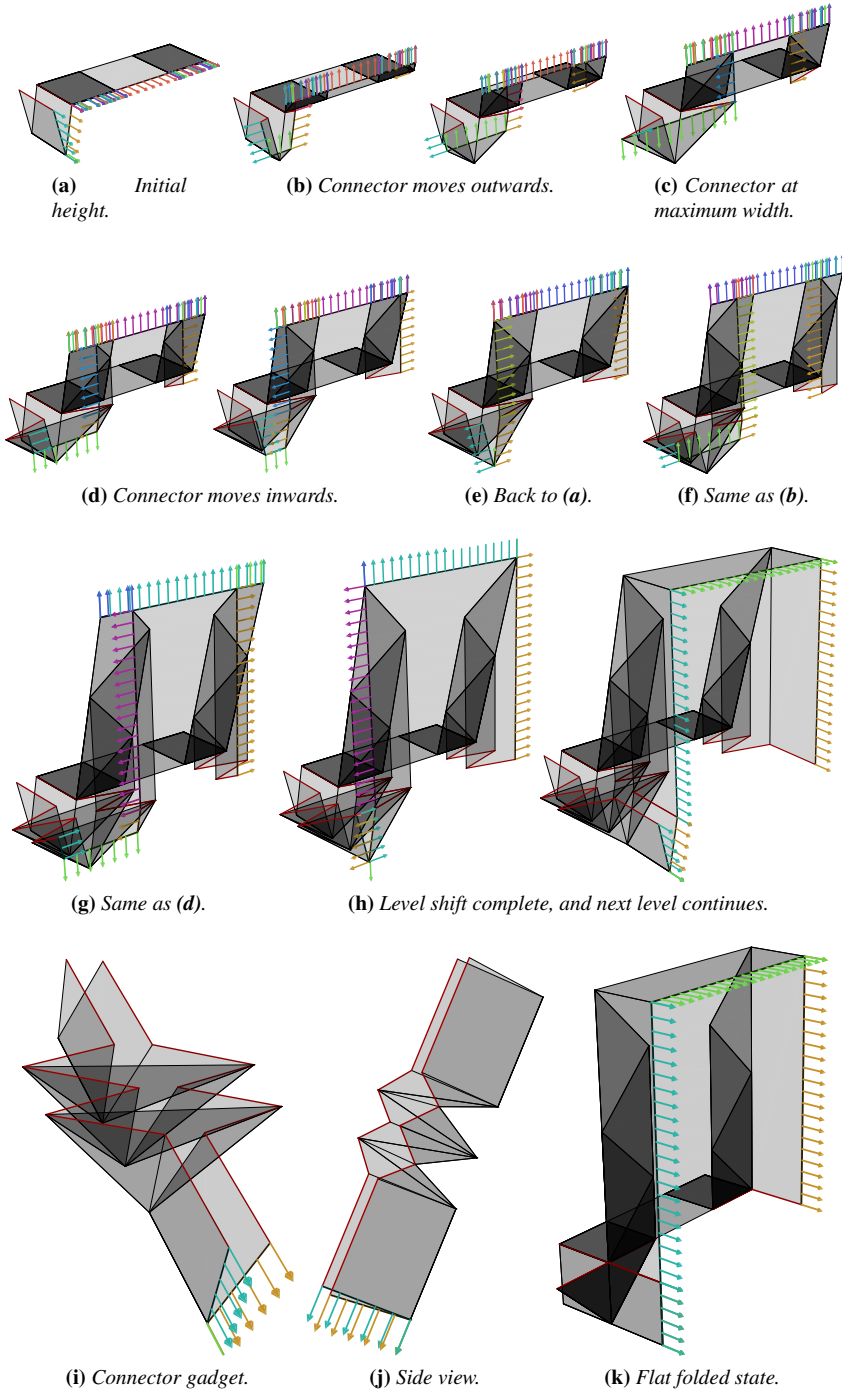 (a) Initial
height.
(b) Connector moves outwards.
(c) Connector at
maximum width.
(d) Connector moves inwards.
(e) Back to (a).
(f) Same as (b).
(g) Same as (d).
(h) Level shift complete, and next level continues.
(i) Connector gadget.
(j) Side view.
(k) Flat folded state.